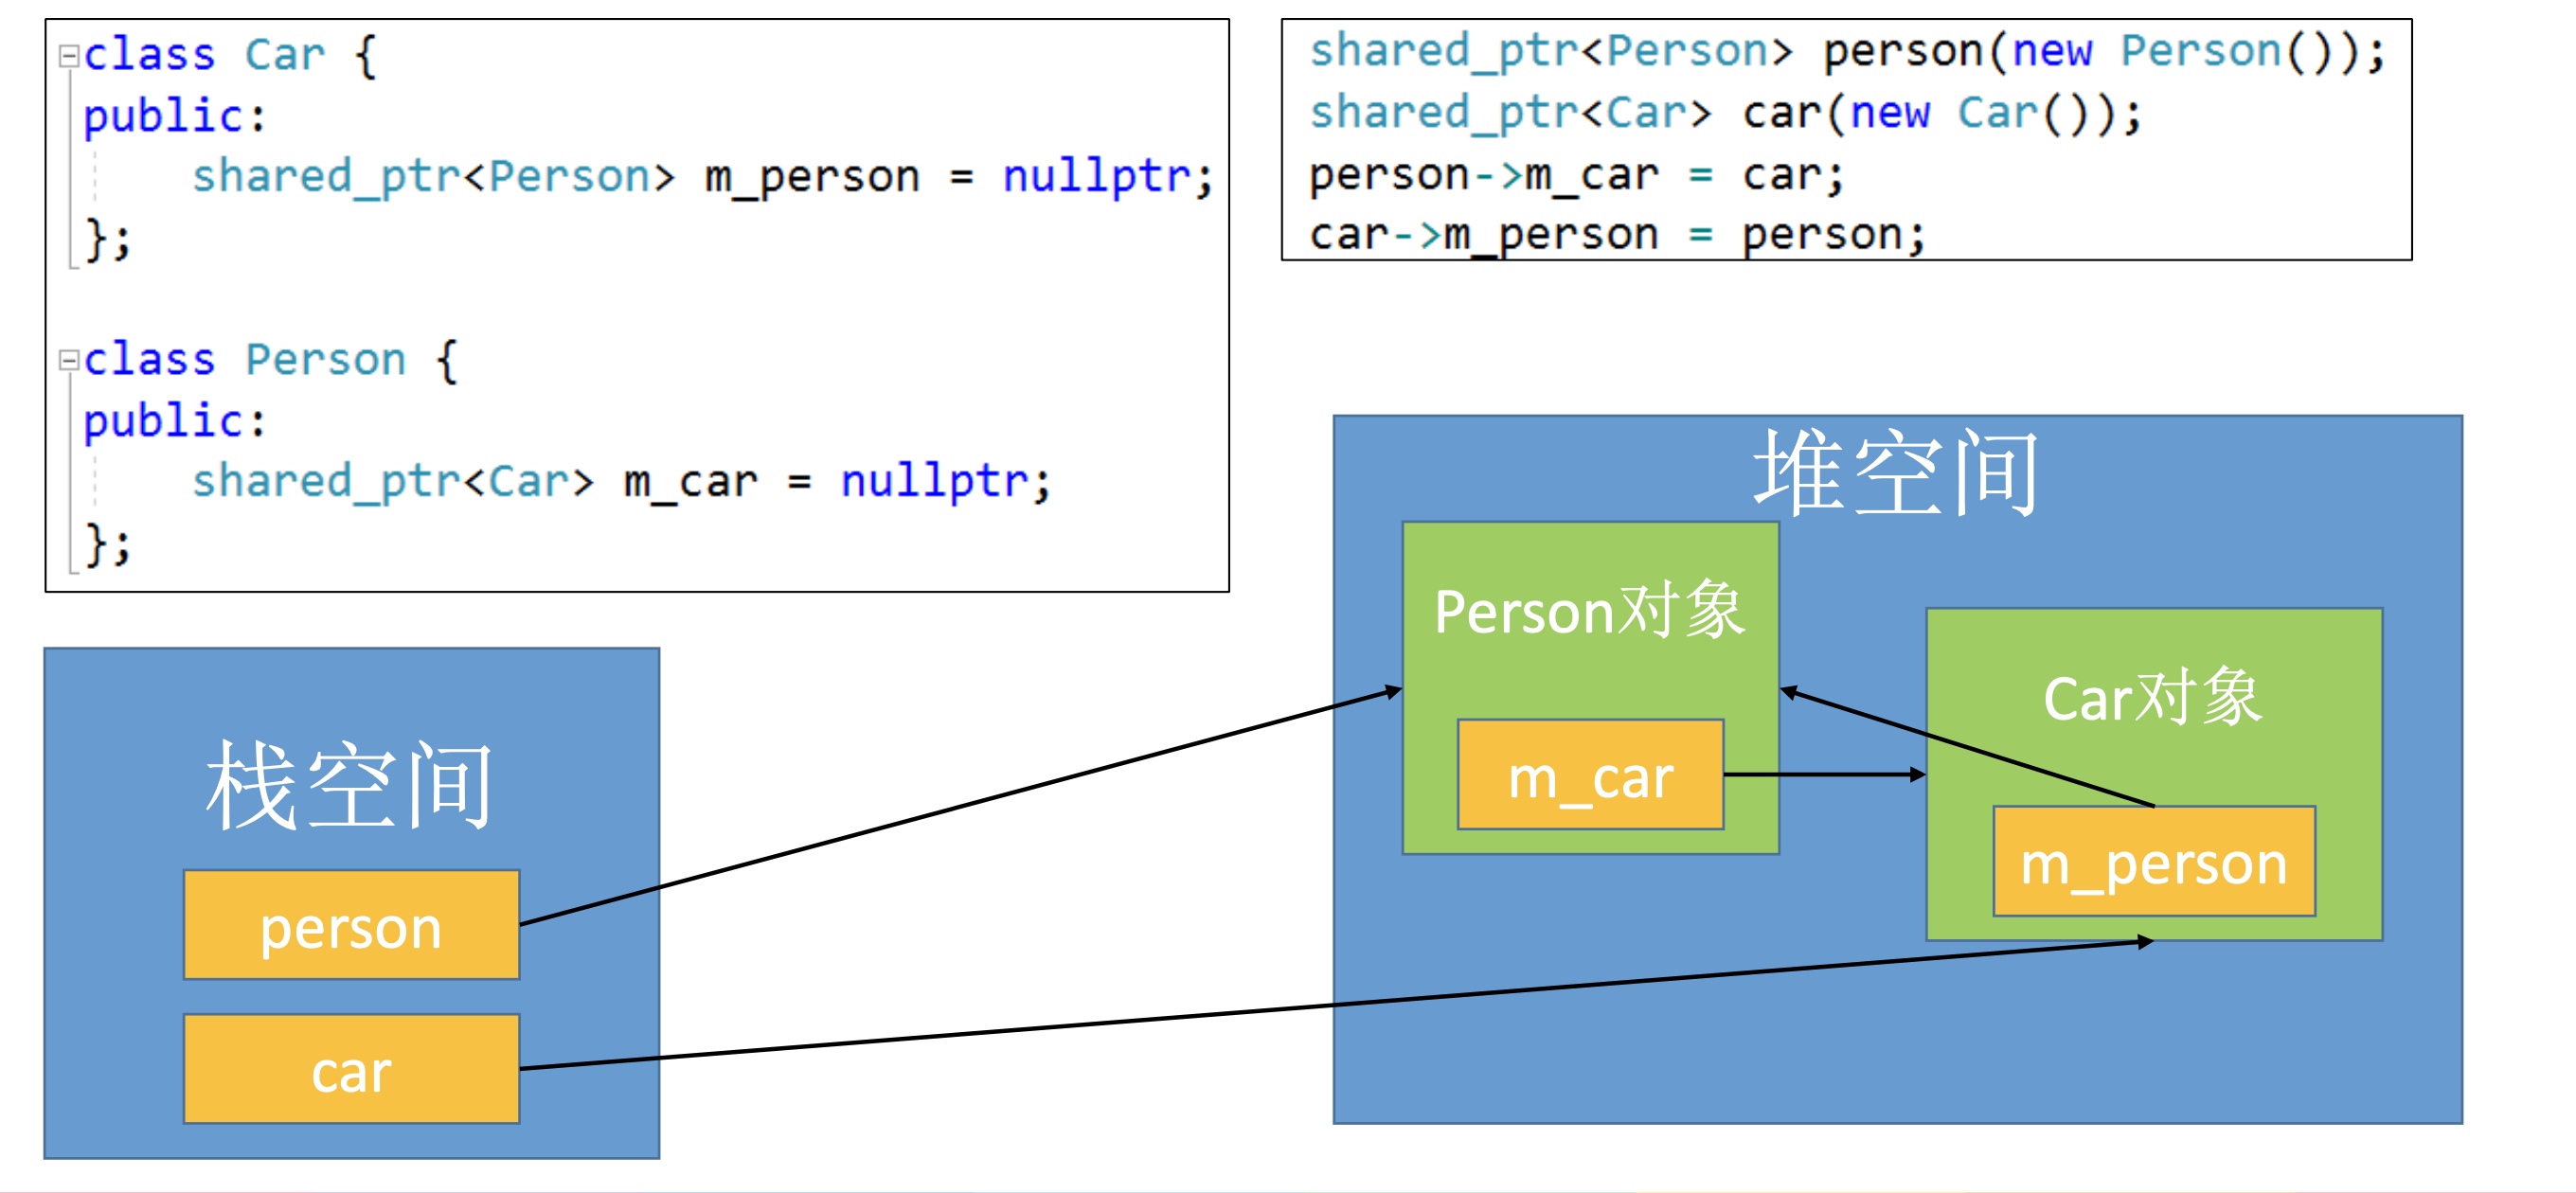 class Car {
public:
    shared_ptr<Person> m_person = nullptr;
};
class Person {
public:
    shared_ptr<Car> m_car = nullptr;
};
shared_ptr<Person> person(new Person());
shared_ptr<Car> car(new Car());
person->m_car = car;
car->m_person = person;
栈空间
person
car
堆空间
Person对象
m_car
Car对象
m_person